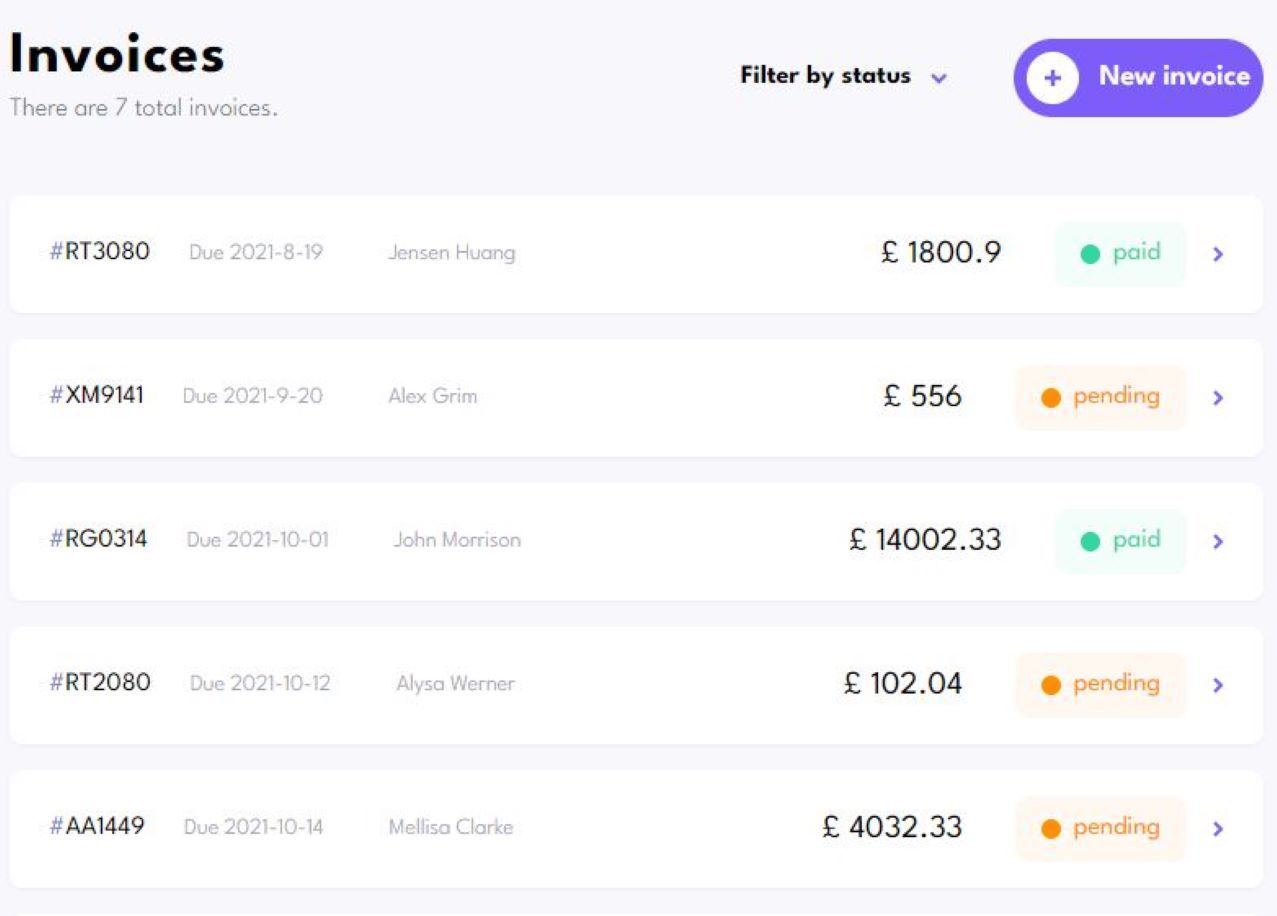 Invoices
There are 7 total invoices.
Filter by status
New invoice
#RT3080 Due 2021-8-19 Jensen Huang £ 1800.9 paid
#XM9141 Due 2021-9-20 Alex Grim £ 556 pending
#RG0314 Due 2021-10-01 John Morrison £ 14002.33 paid
#RT2080 Due 2021-10-12 Alysa Werner £ 102.04 pending
#AA1449 Due 2021-10-14 Mellisa Clarke £ 4032.33 pending